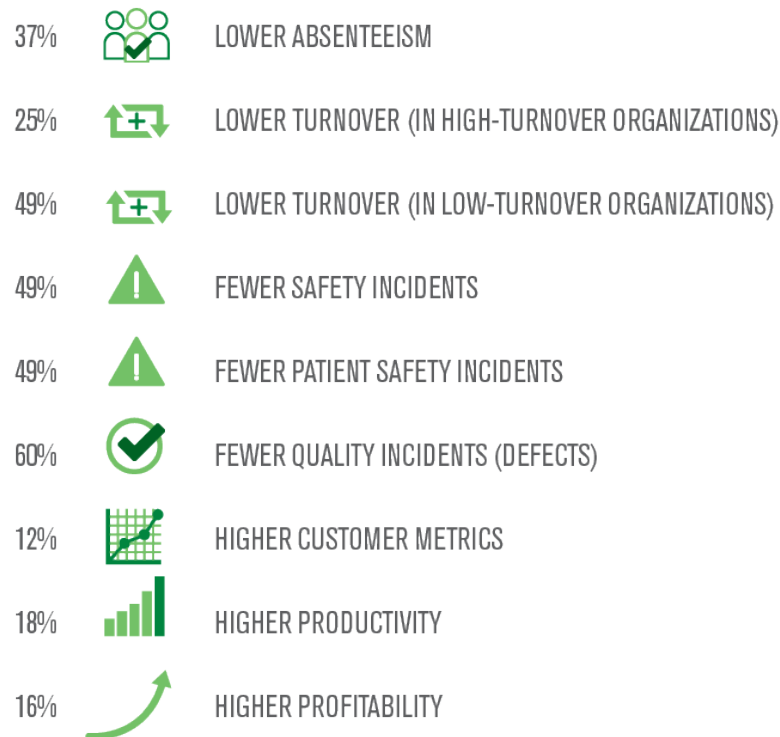 37% LOWER ABSENTEEISM
25% LOWER TURNOVER (IN HIGH-TURNOVER ORGANIZATIONS)
49% LOWER TURNOVER (IN LOW-TURNOVER ORGANIZATIONS)
49% FEWER SAFETY INCIDENTS
49% FEWER PATIENT SAFETY INCIDENTS
60% FEWER QUALITY INCIDENTS (DEFECTS)
12% HIGHER CUSTOMER METRICS
18% HIGHER PRODUCTIVITY
16% HIGHER PROFITABILITY